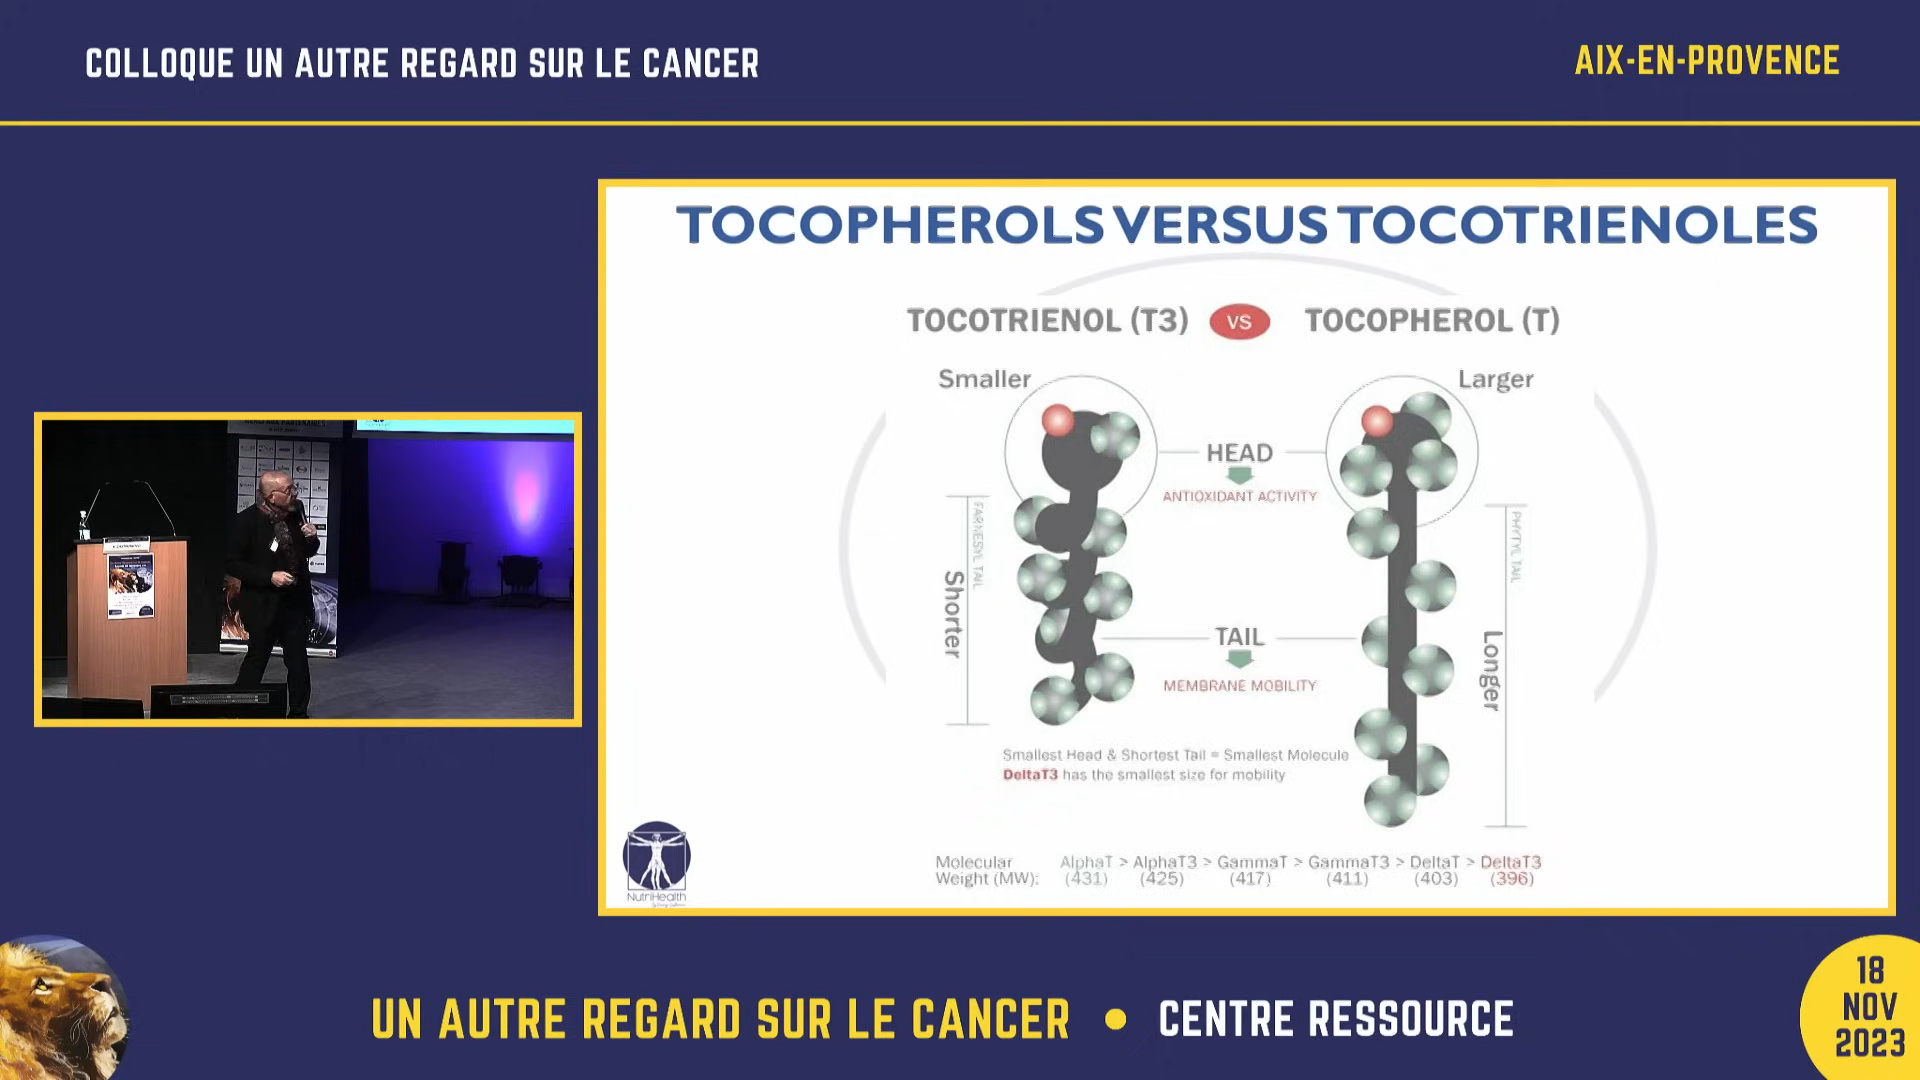 COLLOQUE UN AUTRE REGARD SUR LE CANCER
AIX-EN-PROVENCE
TOCOPHEROLS VERSUS TOCOTRIENOLES
TOCOTRIENOL (T3) VS TOCOPHEROL (T)
Smaller
Larger
HEAD
ANTIOXIDANT ACTIVITY
FARNESYL TAIL
Shorter
PHYTYL TAIL
Longer
TAIL
MEMBRANE MOBILITY
Smallest Head & Shortest Tail = Smallest Molecule
DeltaT3 has the smallest size for mobility
Molecular AlphaT > AlphaT3 > GammaT > GammaT3 > DeltaT > DeltaT3
Weight (MW): (431) (425) (417) (411) (403) (396)
NutriHealth
UN AUTRE REGARD SUR LE CANCER • CENTRE RESSOURCE
18
NOV
2023